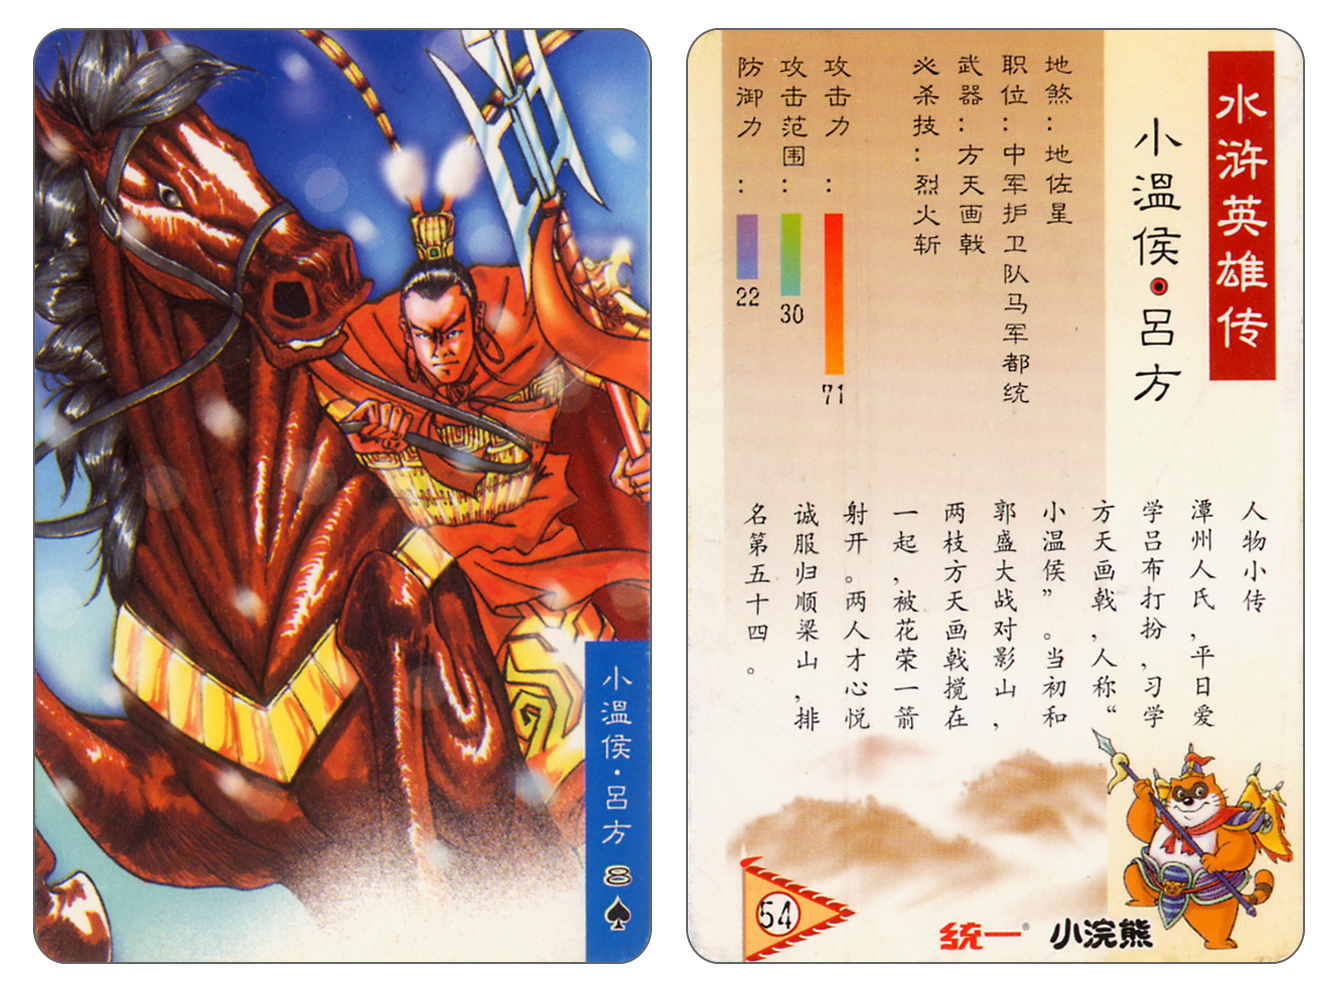 小溫侯·呂方
8
水浒英雄传
小溫侯·呂方
地煞：地佐星
职位：中军护卫队马军都统
武器：方天画戟
必杀技：烈火斩
攻击力：
71
攻击范围：
30
防御力：
22
人物小传
潭州人氏，平日爱
学吕布打扮，习学
方天画戟，人称“
小温侯”。当初和
郭盛大战对影山，
两枝方天画戟搅在
一起，被花荣一箭
射开。两人才心悦
诚服归顺梁山，排
名第五十四。
54
统一® 小浣熊